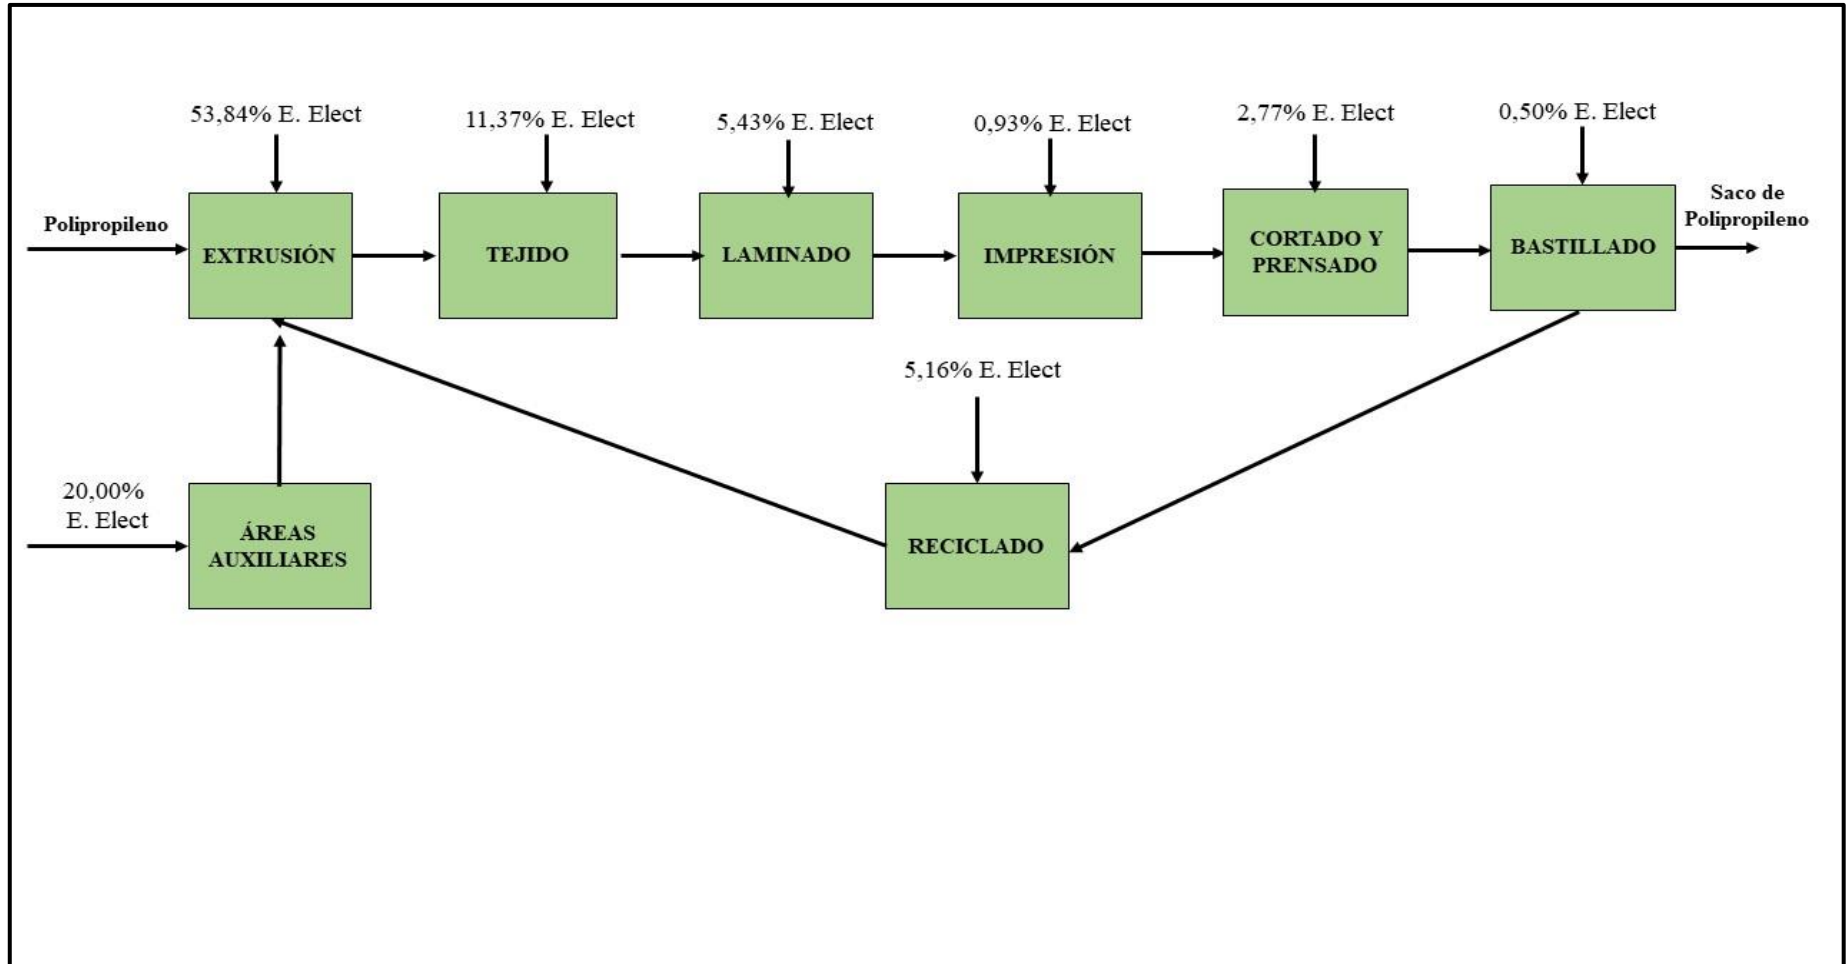 53,84% E. Elect
11,37% E. Elect
5,43% E. Elect
0,93% E. Elect
2,77% E. Elect
0,50% E. Elect
Polipropileno
EXTRUSIÓN
TEJIDO
LAMINADO
IMPRESIÓN
CORTADO Y
PRENSADO
BASTILLADO
Saco de
Polipropileno
5,16% E. Elect
20,00%
E. Elect
ÁREAS
AUXILIARES
RECICLADO